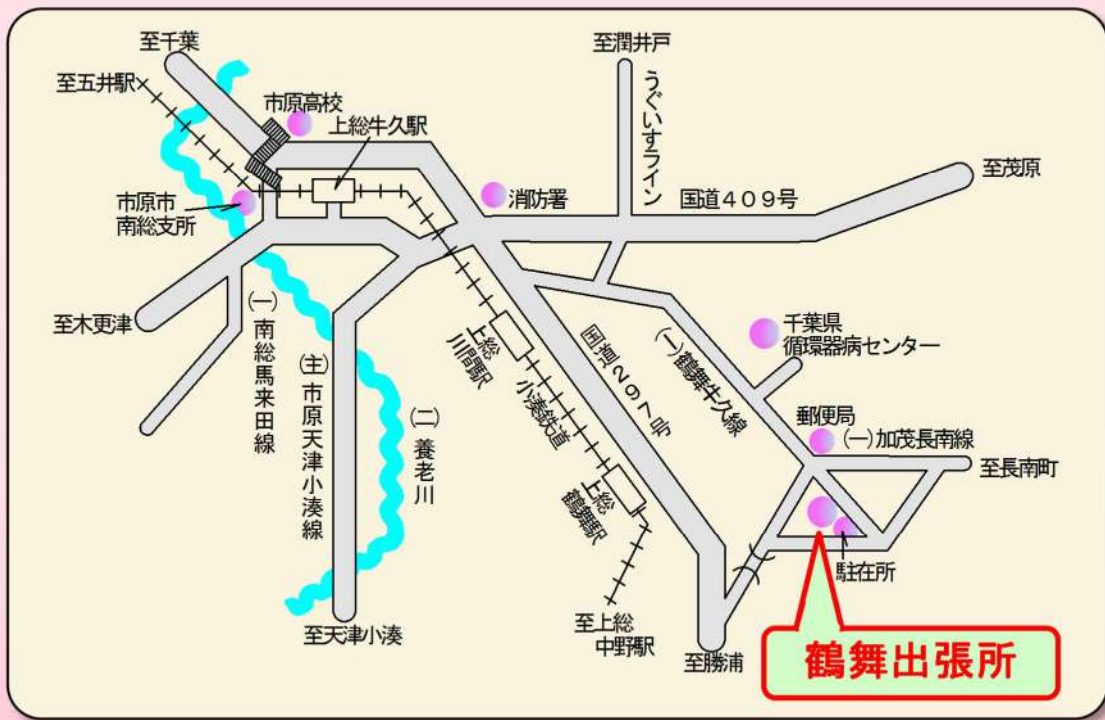 至千葉
至五井駅
市原高校
上総牛久駅
至潤井戸
うぐいすライン
国道409号
至茂原
消防署
市原市
南総支所
至木更津
(一)南総馬来田線
(主)市原天津小湊線
(二)養老川
至天津小湊
上総
川間駅
小湊鉄道
上総
鶴舞駅
国道297号
(一)鶴舞牛久線
千葉県
循環器病センター
郵便局
(一)加茂長南線
至長南町
駐在所
至上総
中野駅
至勝浦
鶴舞出張所